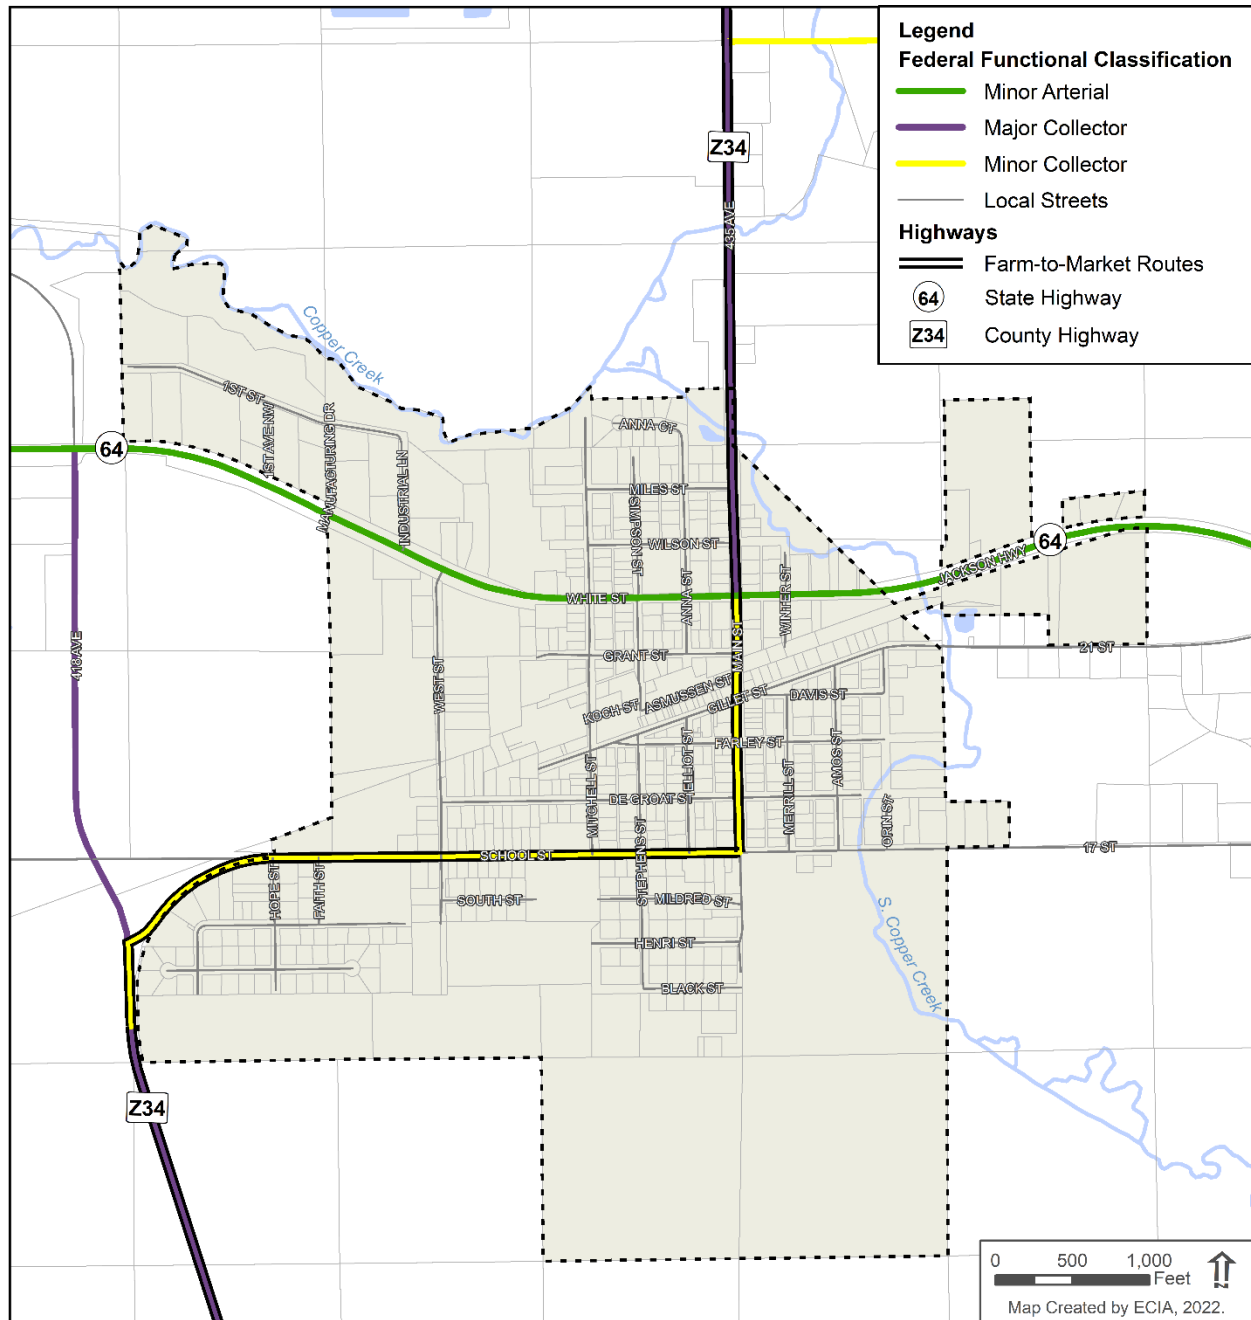 Legend
Federal Functional Classification
Minor Arterial
Major Collector
Minor Collector
Local Streets
Highways
Farm-to-Market Routes
64 State Highway
Z34 County Highway
Z34
435 AVE
Copper Creek
1ST ST
1ST AVE NW
MANUFACTURING DR
INDUSTRIAL LN
64
ANNA CT
MILES ST
SIMPSON ST
WILSON ST
ANNA ST
WHITE ST
WINTER ST
JACKSON HWY
64
MAIN ST
GRANT ST
21 ST
418 AVE
WEST ST
KOCH ST
ASMUSSEN ST
GILLET ST
DAVIS ST
FARLEY ST
ELLIOT ST
MITCHELL ST
MERRILL ST
AMOS ST
DE GROAT ST
ORIN ST
STEPHENS ST
SCHOOL ST
17 ST
HOPE ST
FAITH ST
SOUTH ST
MILDRED ST
HENRI ST
BLACK ST
S. Copper Creek
Z34
0 500 1,000
Feet
N
Map Created by ECIA, 2022.